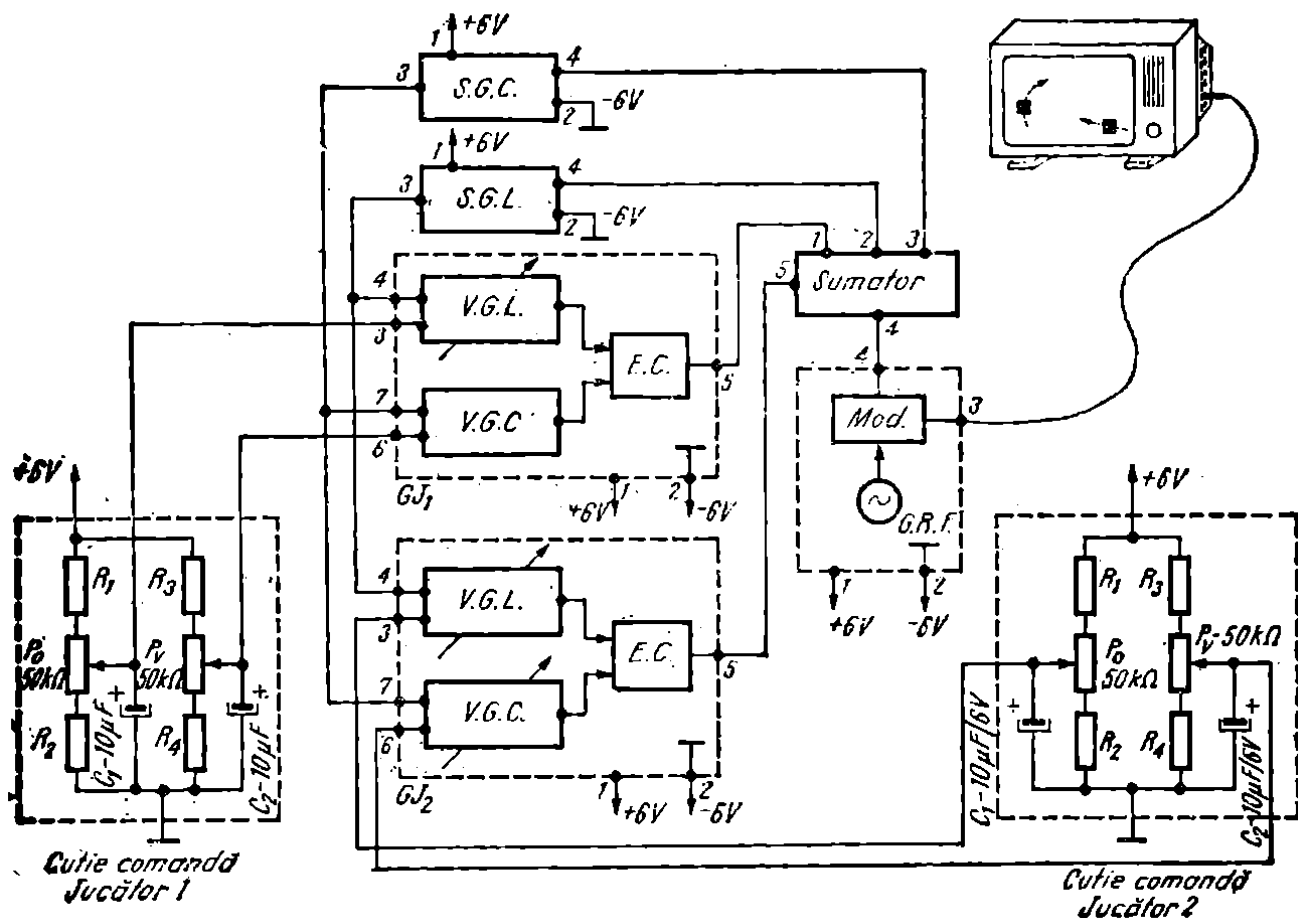 +6V
1
3
S.G.C.
4
2
-6V
+6V
1
3
S.G.L.
4
2
-6V
1
2
3
5
Sumator
4
4
V.G.L.
3
E.C.
5
7
V.G.C
6
GJ1
+6V
1
2
-6V
4
Mod.
3
G.R.F.
1
+6V
2
-6V
4
V.G.L.
3
E.C.
5
7
V.G.C.
6
GJ2
1
+6V
2
-6V
+6V
R1
R3
P0
50kΩ
Pv
50kΩ
+
+
R2
R4
C1-10µF
C2-10µF
Cutie comandă
Jucător 1
+6V
R1
R3
P0
50kΩ
Pv-50kΩ
+
+
R2
R4
C1-10µF/6V
C2-10µF/6V
Cutie comandă
Jucător 2